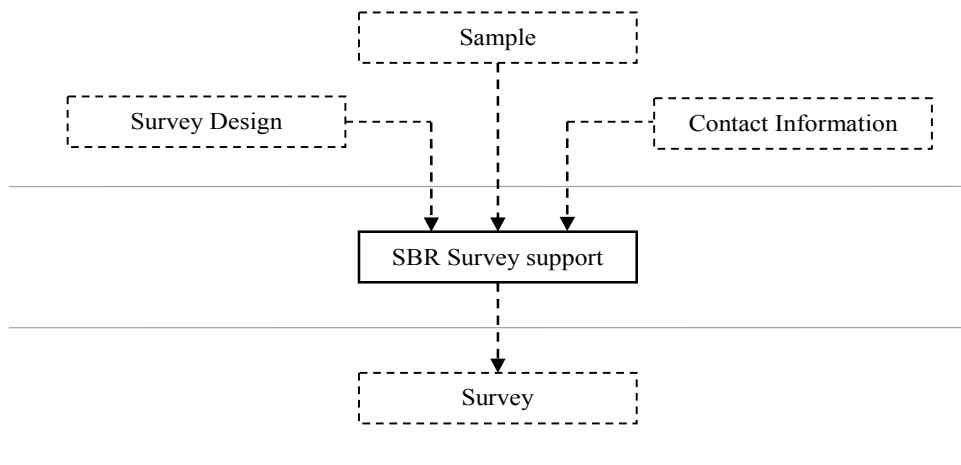 Sample
Survey Design
Contact Information
SBR Survey support
Survey